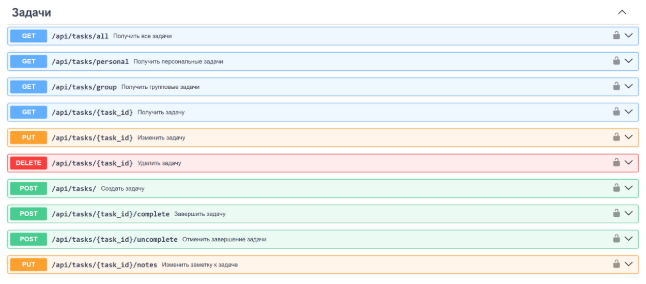 Задачи
GET /api/tasks/all Получить все задачи
GET /api/tasks/personal Получить персональные задачи
GET /api/tasks/group Получить групповые задачи
GET /api/tasks/{task_id} Получить задачу
PUT /api/tasks/{task_id} Изменить задачу
DELETE /api/tasks/{task_id} Удалить задачу
POST /api/tasks/ Создать задачу
POST /api/tasks/{task_id}/complete Завершить задачу
POST /api/tasks/{task_id}/uncomplete Отменить завершение задачи
PUT /api/tasks/{task_id}/notes Изменить заметку к задаче